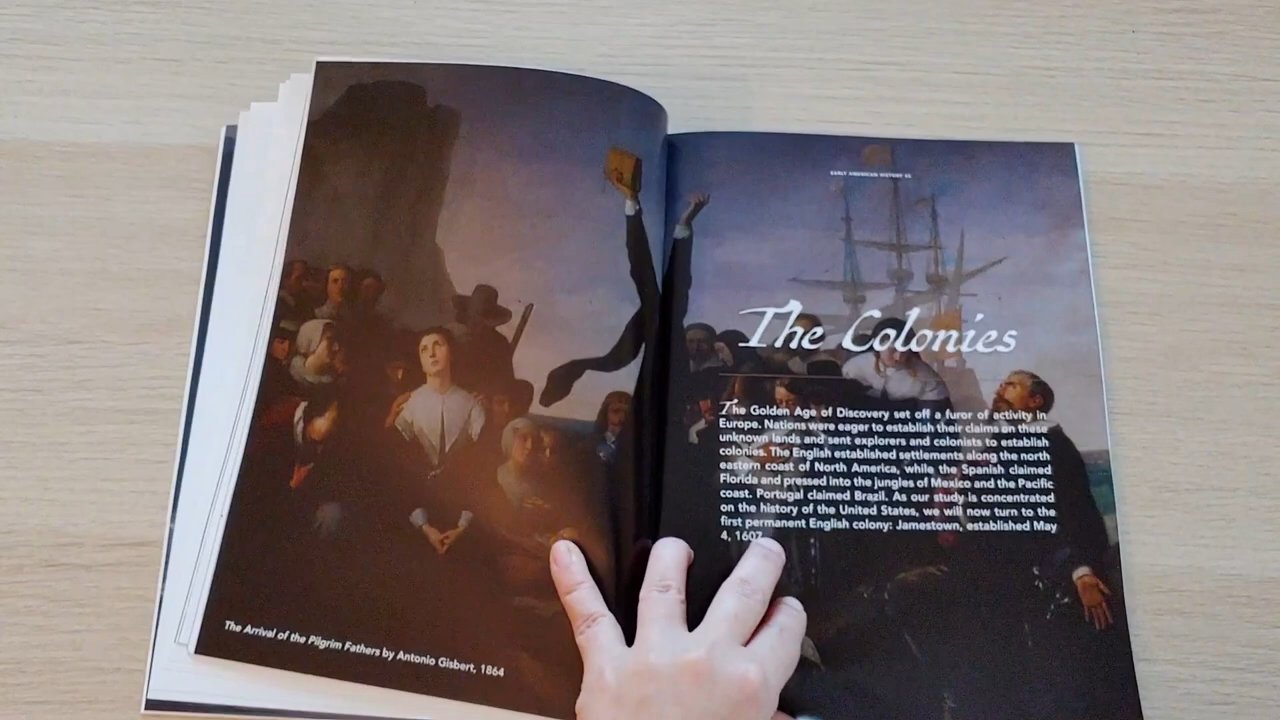 The Arrival of the Pilgrim Fathers by Antonio Gisbert, 1864
EARLY AMERICAN HISTORY
The Colonies
The Golden Age of Discovery set off a furor of activity in
Europe. Nations were eager to establish their claims on these
unknown lands and sent explorers and colonists to establish
colonies. The English established settlements along the north
eastern coast of North America, while the Spanish claimed
Florida and pressed into the jungles of Mexico and the Pacific
coast. Portugal claimed Brazil. As our study is concentrated
on the history of the United States, we will now turn to the
first permanent English colony: Jamestown, established May
4, 1607